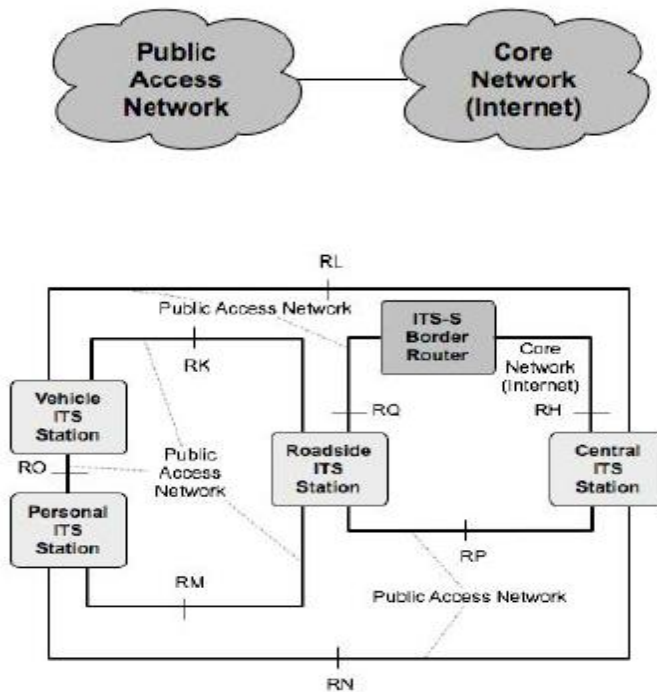 Public
Access
Network
Core
Network
(Internet)
RL
Public Access Network
ITS-S
Border
Router
RK
Core
Network
(Internet)
Vehicle
ITS
Station
RQ
RH
Public
Access
Network
Roadside
ITS
Station
Central
ITS
Station
RO
Personal
ITS
Station
RP
RM
Public Access Network
RN